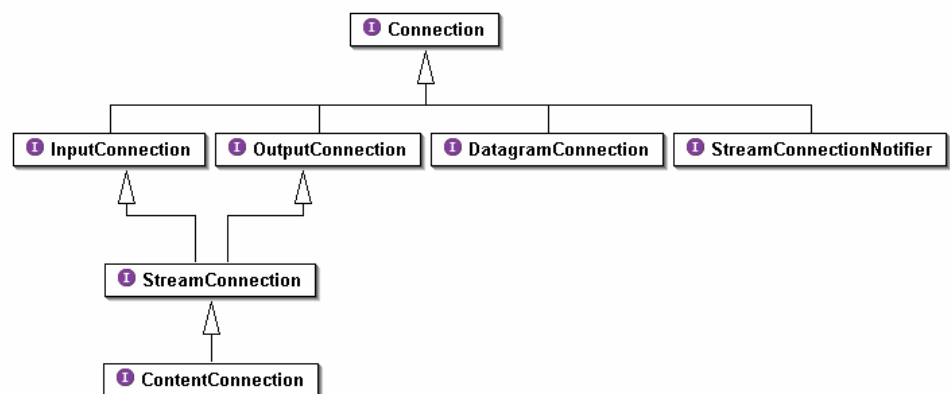 I Connection
I InputConnection
I OutputConnection
I DatagramConnection
I StreamConnectionNotifier
I StreamConnection
I ContentConnection